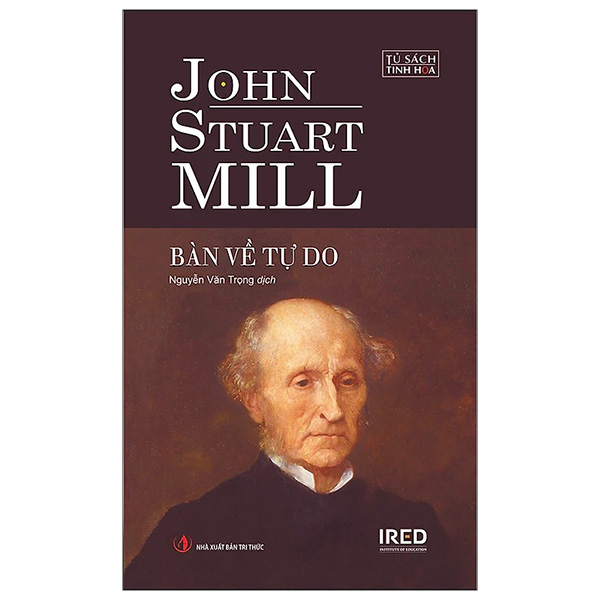 TỦ SÁCH
TINH HOA
JOHN
STUART
MILL
BÀN VỀ TỰ DO
Nguyễn Văn Trọng dịch
NHÀ XUẤT BẢN TRI THỨC
IRED
INSTITUTE OF EDUCATION